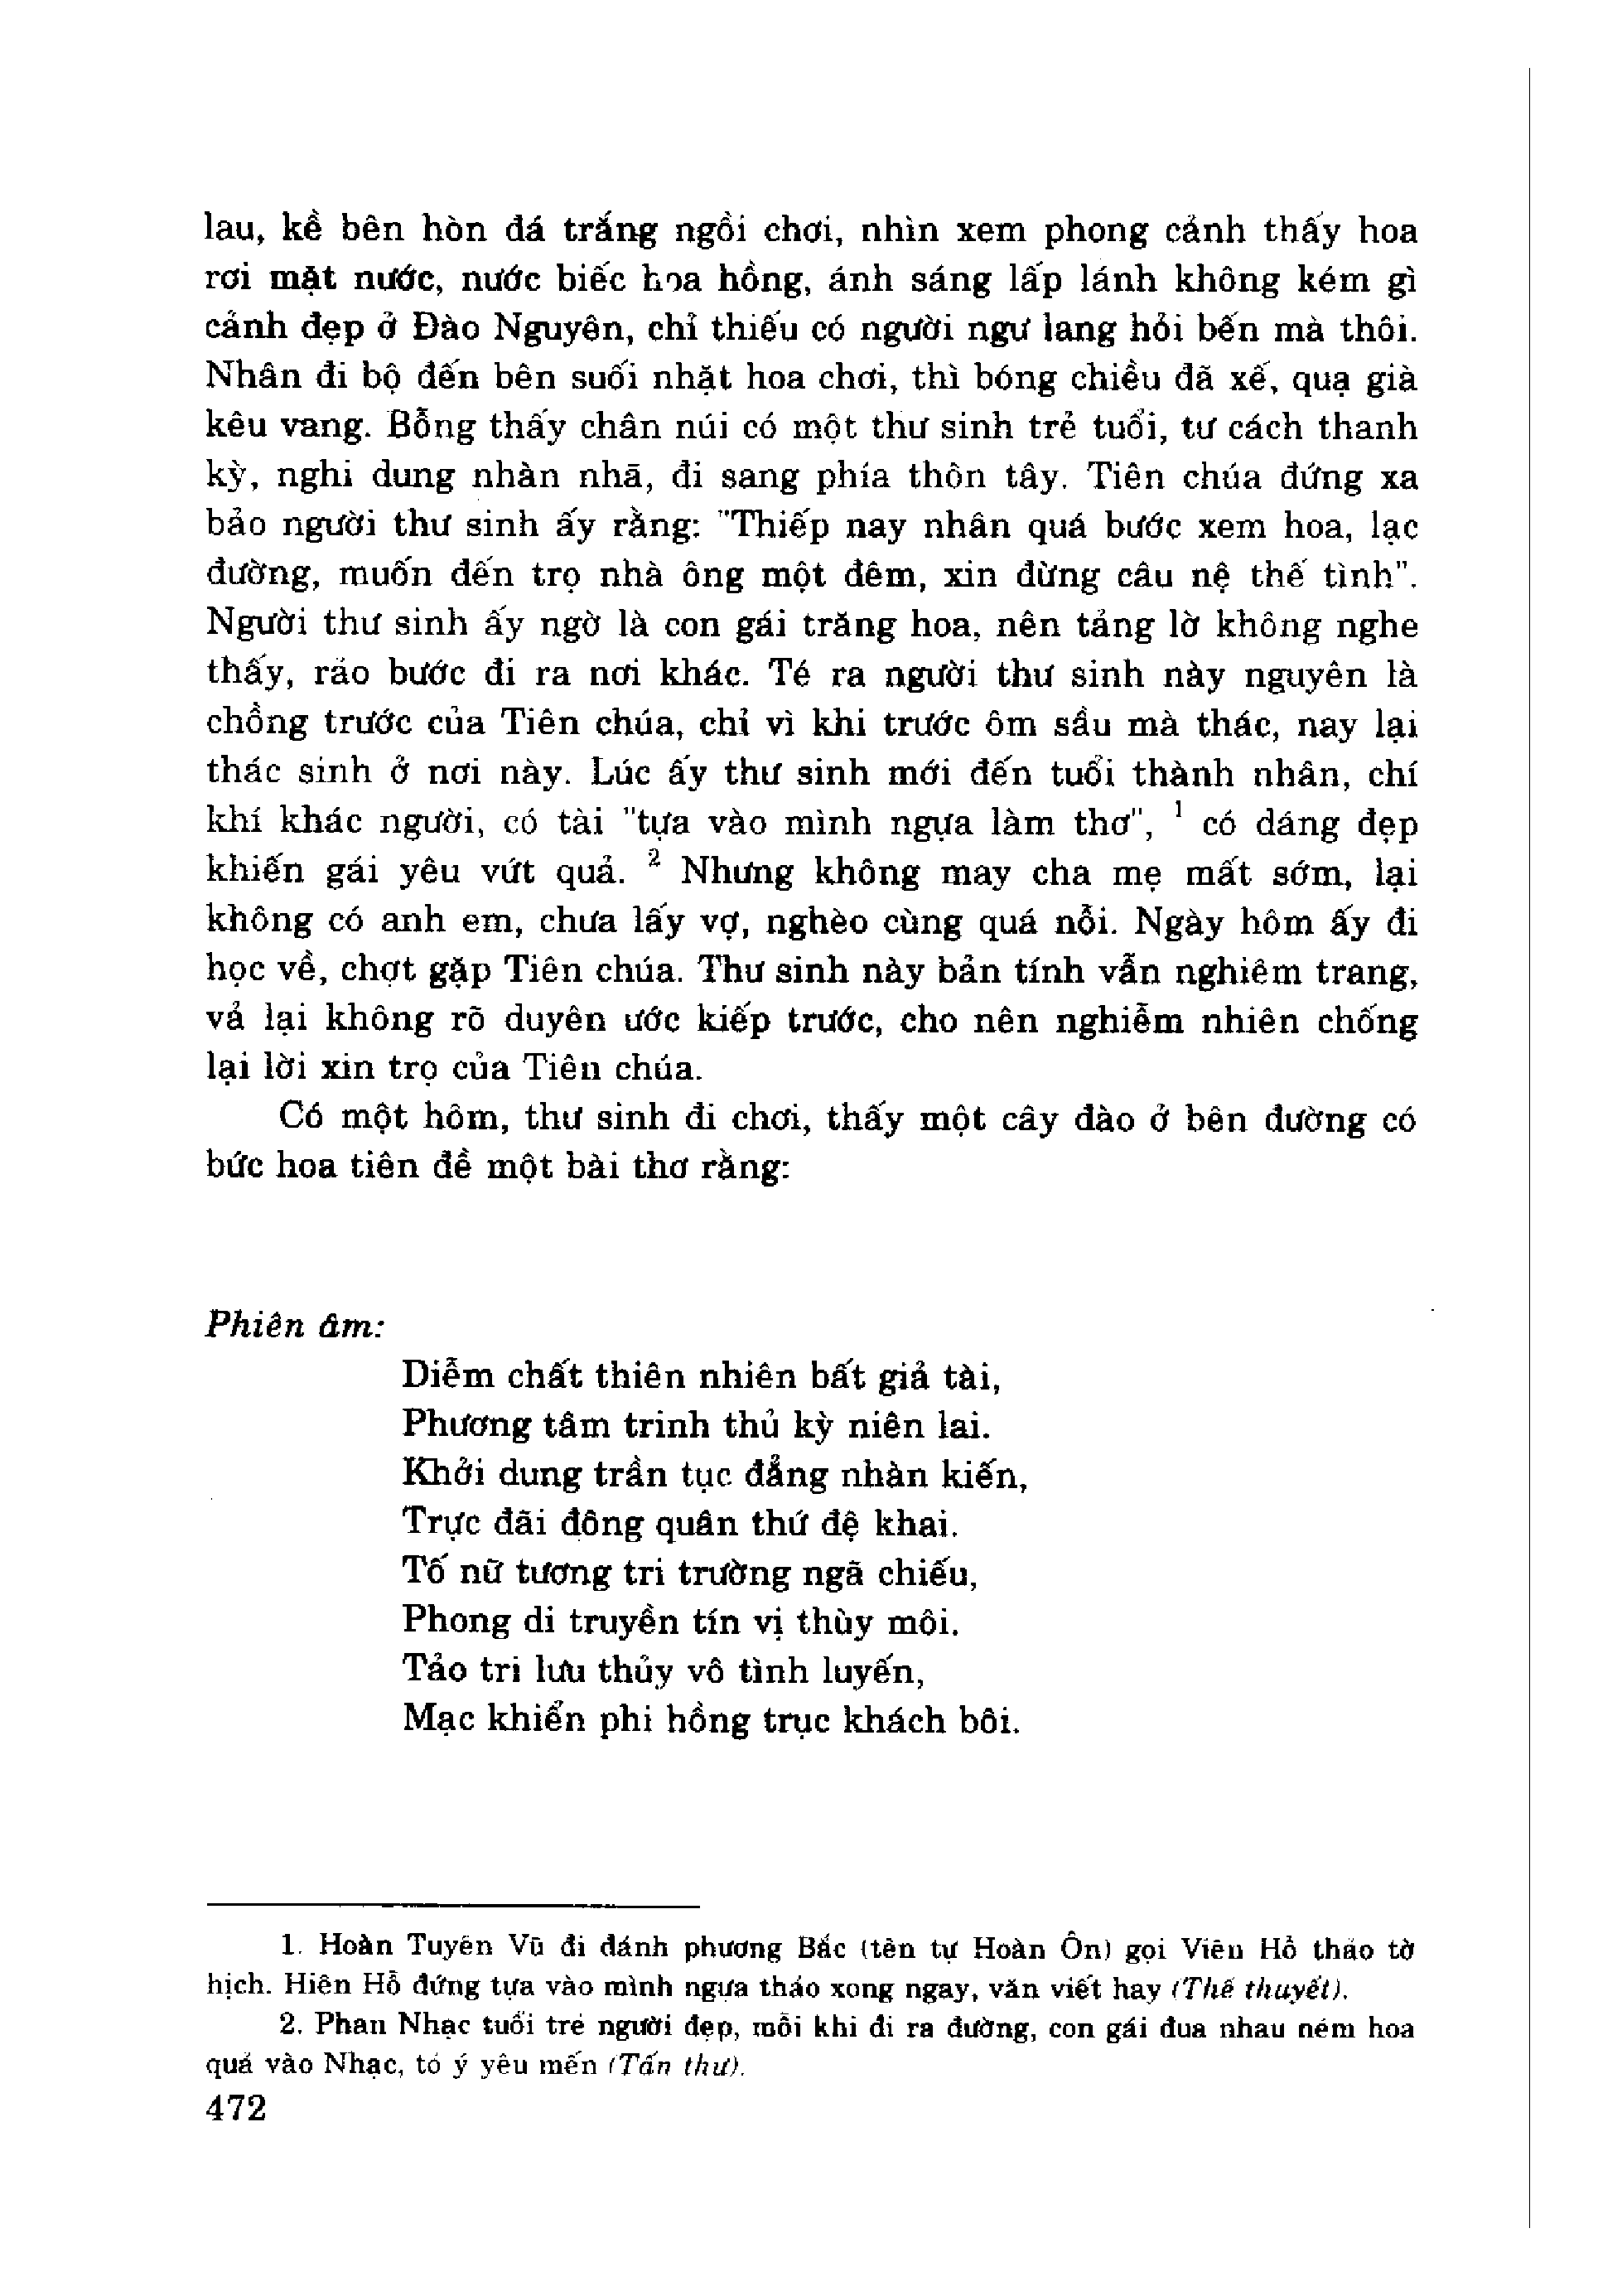 lau, kề bên hòn đá trắng ngồi chơi, nhìn xem phong cảnh thấy hoa
rơi mặt nước, nước biếc hoa hồng, ánh sáng lấp lánh không kém gì
cảnh đẹp ở Đào Nguyên, chỉ thiếu có người ngư lang hỏi bến mà thôi.
Nhân đi bộ đến bên suối nhặt hoa chơi, thì bóng chiều đã xế, quạ già
kêu vang. Bỗng thấy chân núi có một thư sinh trẻ tuổi, tư cách thanh
kỳ, nghi dung nhàn nhã, đi sang phía thôn tây. Tiên chúa đứng xa
bảo người thư sinh ấy rằng: "Thiếp nay nhân quá bước xem hoa, lạc
đường, muốn đến trọ nhà ông một đêm, xin đừng câu nệ thế tình".
Người thư sinh ấy ngờ là con gái trăng hoa, nên tảng lờ không nghe
thấy, rảo bước đi ra nơi khác. Té ra người thư sinh này nguyên là
chồng trước của Tiên chúa, chỉ vì khi trước ôm sầu mà thác, nay lại
thác sinh ở nơi này. Lúc ấy thư sinh mới đến tuổi thành nhân, chí
khí khác người, có tài "tựa vào mình ngựa làm thơ", 1 có dáng đẹp
khiến gái yêu vứt quả. 2 Nhưng không may cha mẹ mất sớm, lại
không có anh em, chưa lấy vợ, nghèo cùng quá nỗi. Ngày hôm ấy đi
học về, chợt gặp Tiên chúa. Thư sinh này bản tính vẫn nghiêm trang,
vả lại không rõ duyên ước kiếp trước, cho nên nghiễm nhiên chống
lại lời xin trọ của Tiên chúa.
Có một hôm, thư sinh đi chơi, thấy một cây đào ở bên đường có
bức hoa tiên đề một bài thơ rằng:
Phiên âm:
Diễm chất thiên nhiên bất giả tài,
Phương tâm trinh thủ kỳ niên lai.
Khởi dung trần tục đẳng nhàn kiến,
Trực đãi đông quân thứ đệ khai.
Tố nữ tương tri trường ngã chiếu,
Phong di truyền tín vị thùy môi.
Tảo tri lưu thủy vô tình luyến,
Mạc khiển phi hồng trục khách bôi.
1. Hoàn Tuyên Vũ đi đánh phương Bắc (tên tự Hoàn Ôn) gọi Viên Hổ thảo tờ
hịch. Hiên Hỗ đứng tựa vào mình ngựa thảo xong ngay, văn viết hay (Thế thuyết).
2. Phan Nhạc tuổi trẻ người đẹp, mỗi khi đi ra đường, con gái đua nhau ném hoa
quả vào Nhạc, tỏ ý yêu mến (Tấn thư).
472